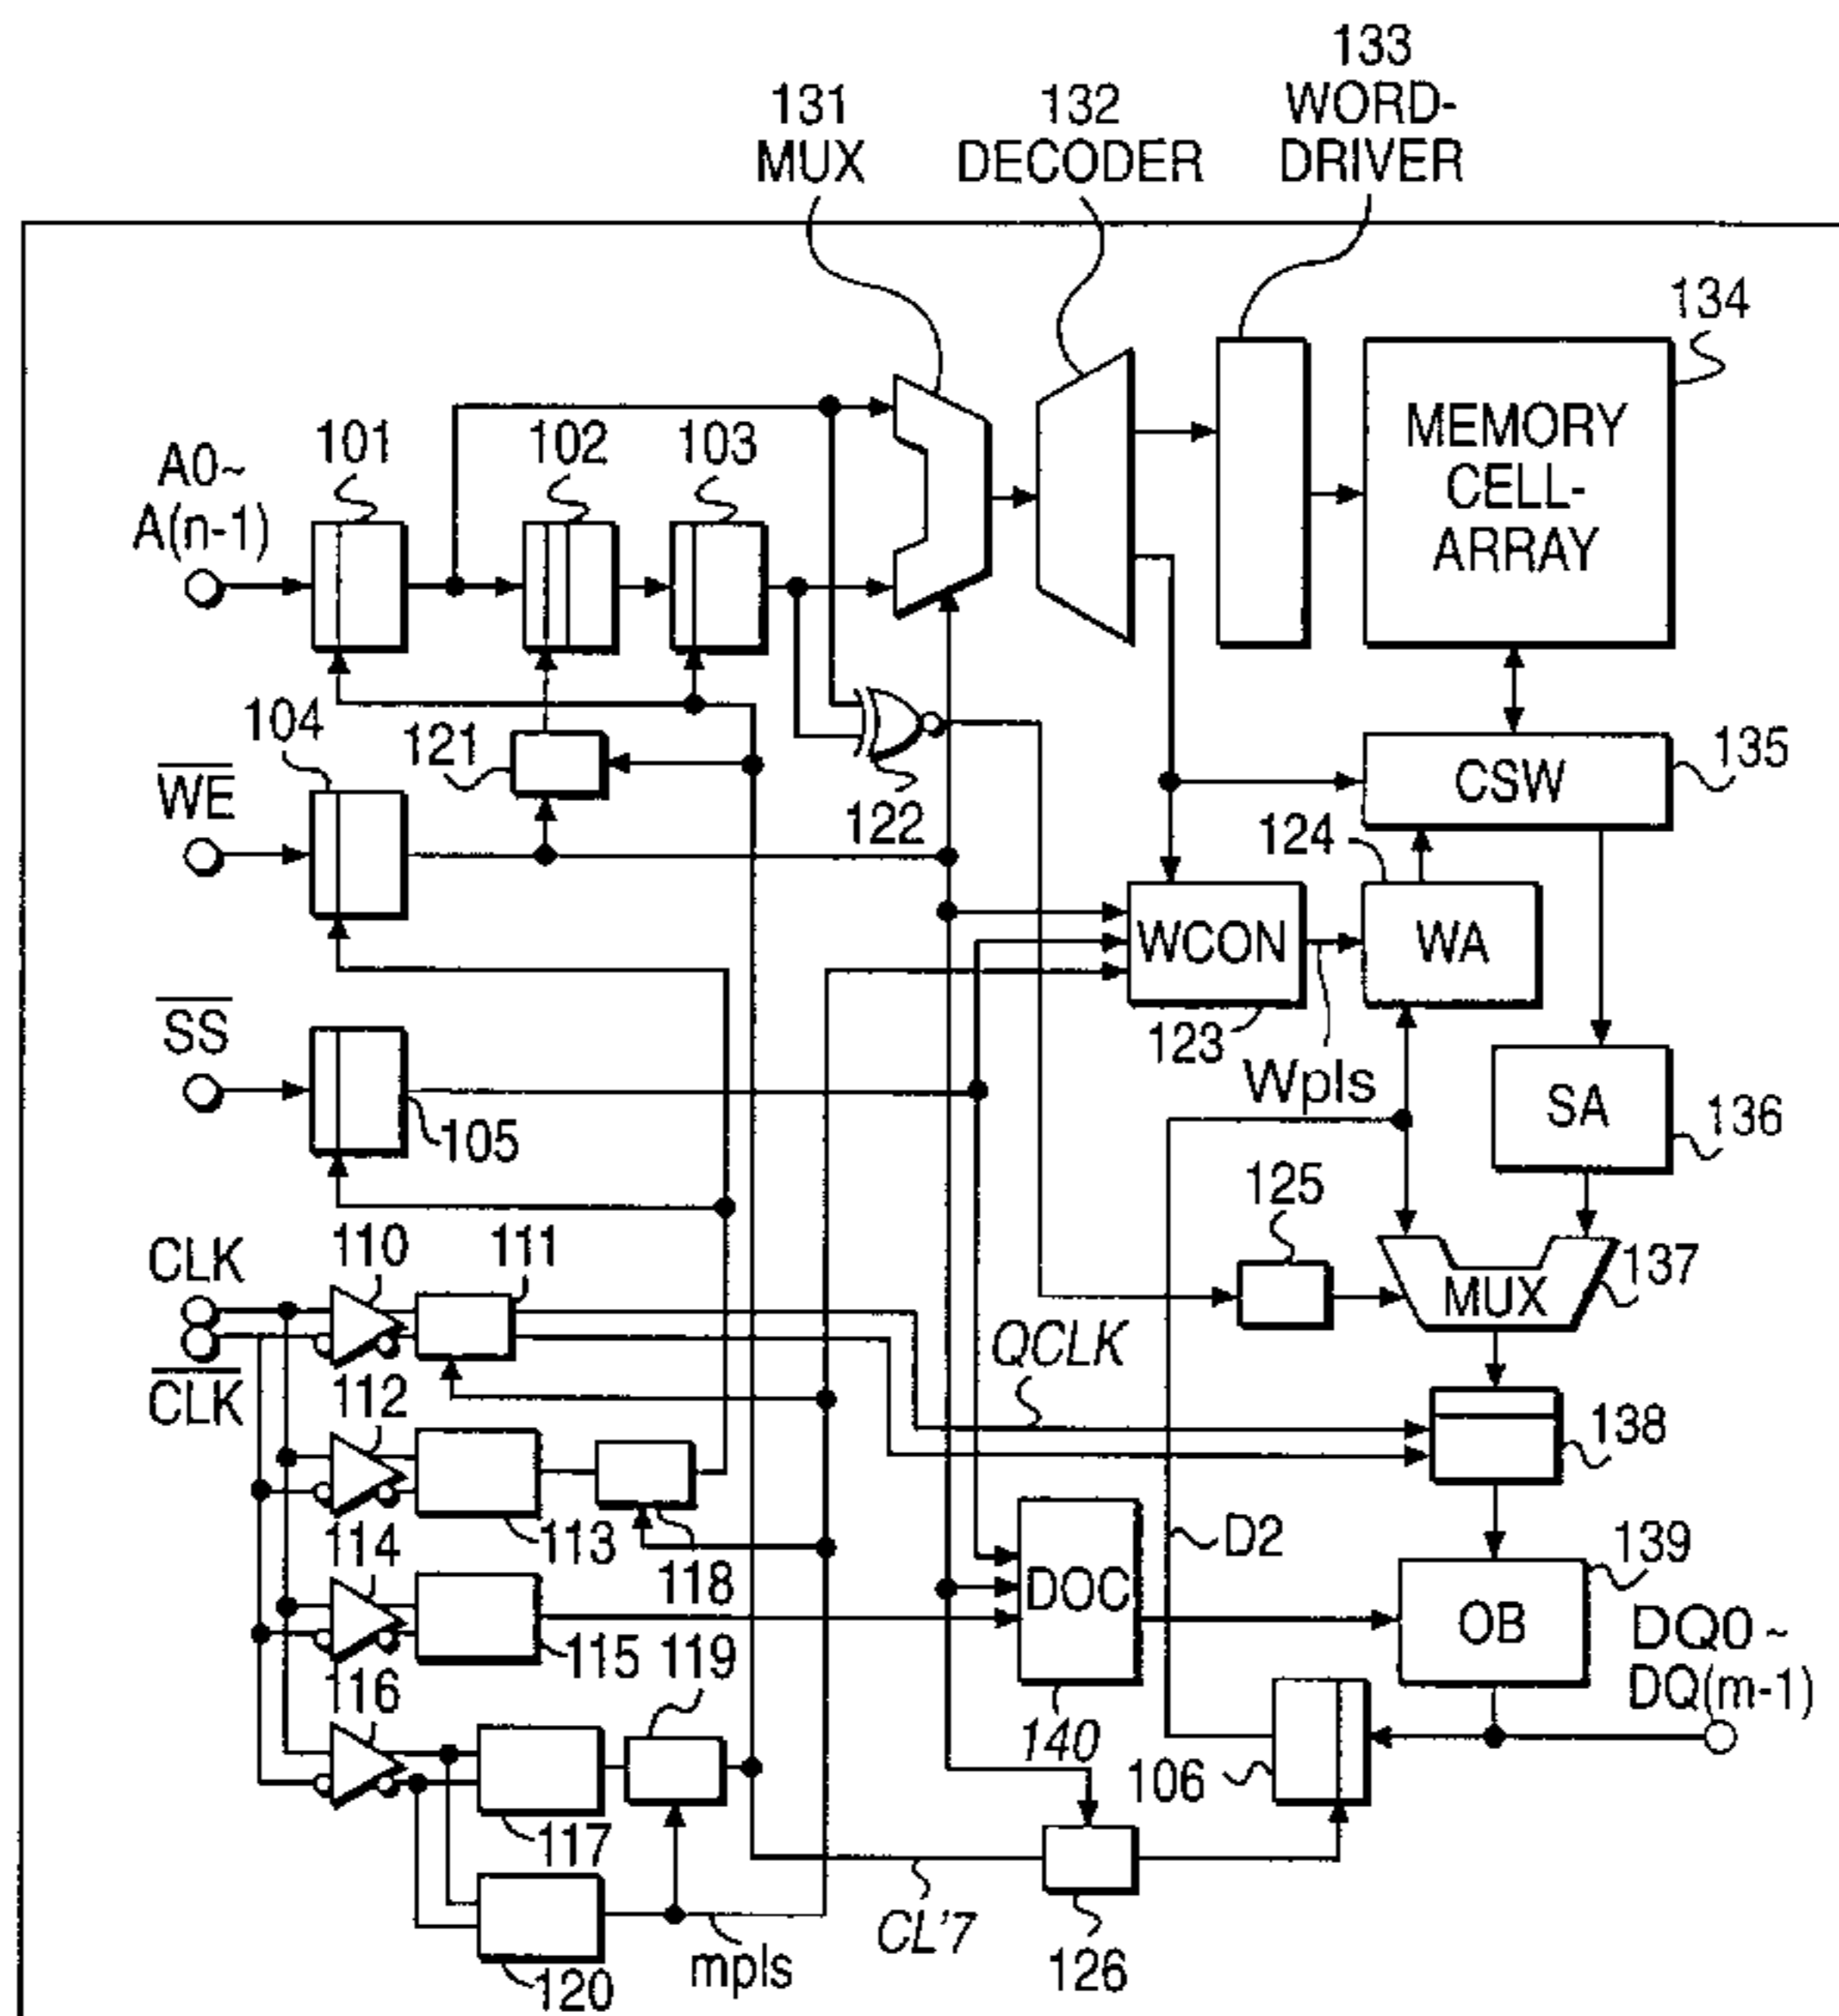 133
WORD-
DRIVER
131
MUX
132
DECODER
134
MEMORY
CELL-
ARRAY
A0~
A(n-1)
101
102
103
104
121
122
WE
CSW
135
124
WCON
WA
123
Wpls
SS
105
SA
136
125
CLK
CLK
110
111
MUX
137
QCLK
112
138
113
118
D2
139
114
DOC
OB
115
119
DQ0~
DQ(m-1)
116
140
106
117
CL'7
mpls
126
120